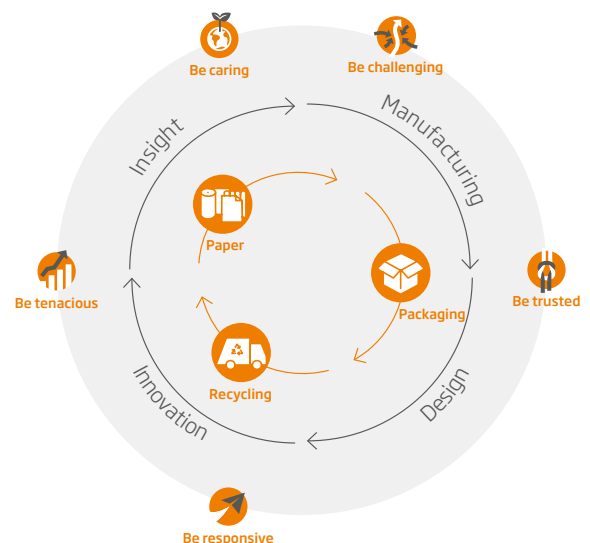 Be caring
Be challenging
Insight
Manufacturing
Paper
Be tenacious
Be trusted
Packaging
Recycling
Innovation
Design
Be responsive